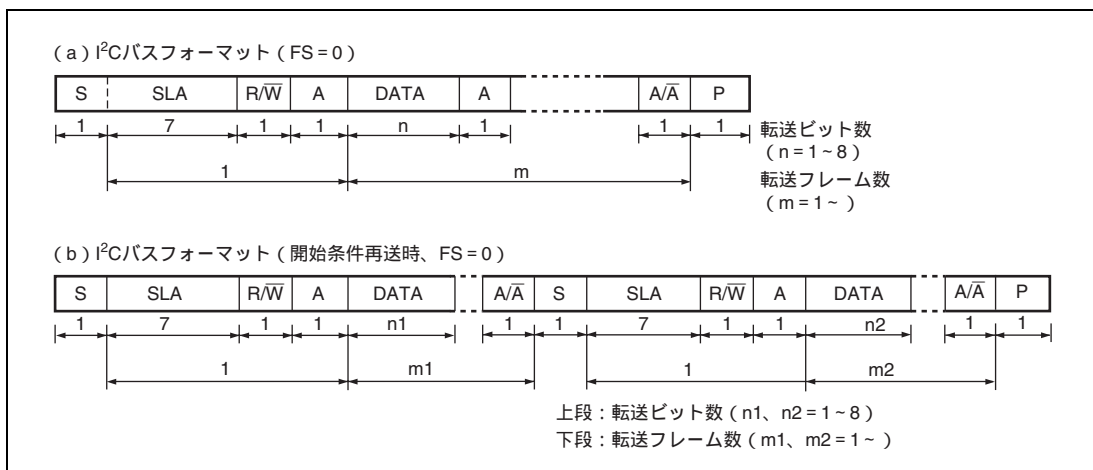 (a) I²Cバスフォーマット（FS = 0）
S SLA R/W̅ A DATA A A/A̅ P
1 7 1 1 n 1 1 1
転送ビット数
（n = 1 ~ 8）
1 m
転送フレーム数
（m = 1 ~ ）
(b) I²Cバスフォーマット（開始条件再送時、FS = 0）
S SLA R/W̅ A DATA A/A̅ S SLA R/W̅ A DATA A/A̅ P
1 7 1 1 n1 1 1 7 1 1 n2 1 1
1 m1 1 m2
上段：転送ビット数（n1、n2 = 1 ~ 8）
下段：転送フレーム数（m1、m2 = 1 ~ ）